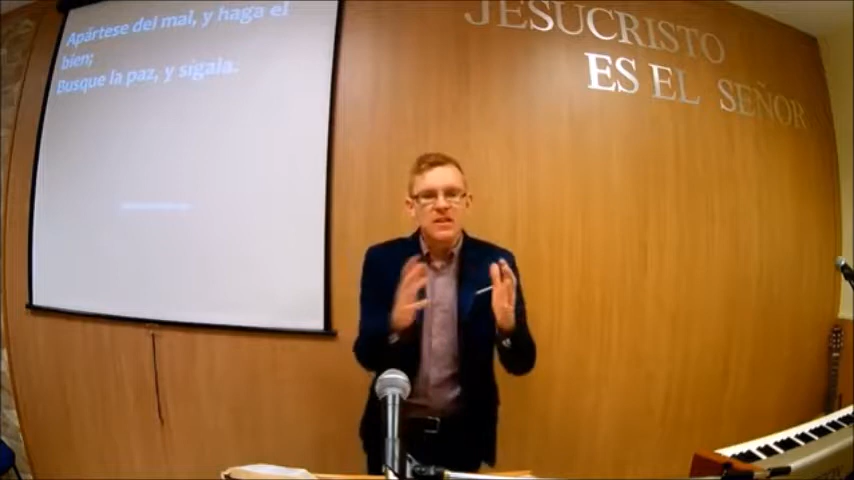 Apártese del mal, y haga el
bien;
Busque la paz, y sígala.
JESUCRISTO
ES EL SEÑOR